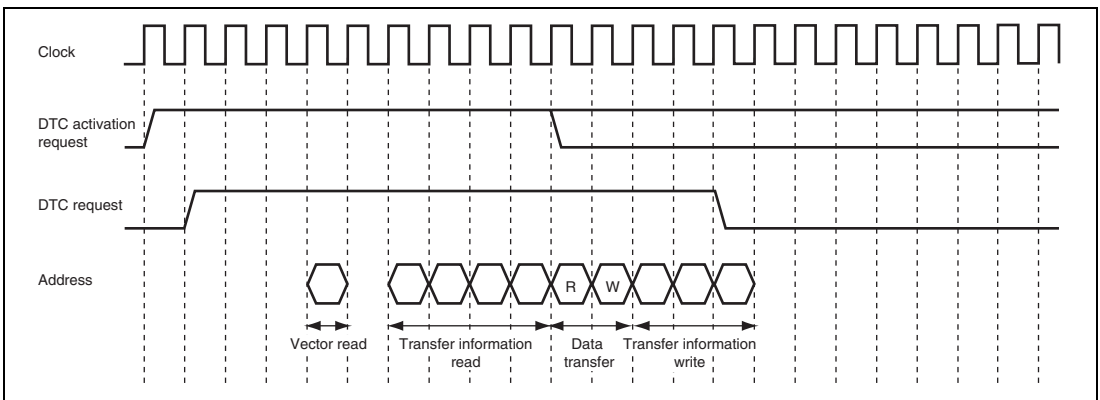 Clock
DTC activation
request
DTC request
Address
R W
Vector read
Transfer information
read
Data
transfer
Transfer information
write